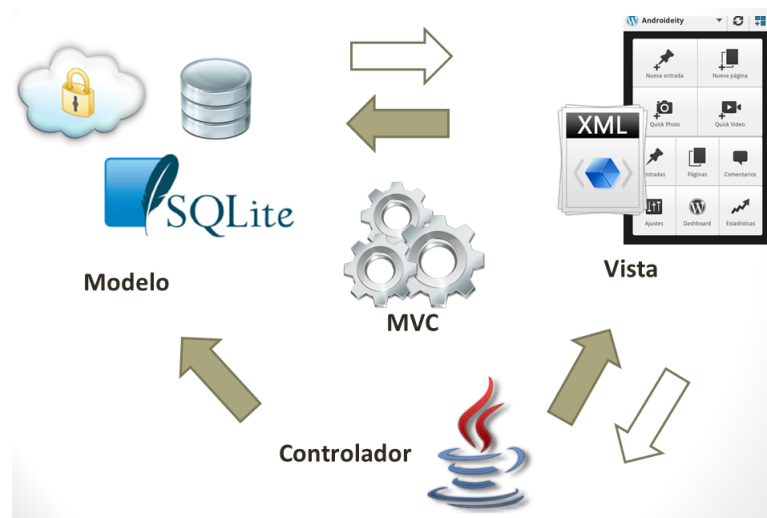 Androideity
Nueva entrada
Nueva página
Quick Photo
Quick Video
XML
ntradas
Páginas
Comentarios
Ajustes
Dashboard
Estadísticas
SQLite
Modelo
Vista
MVC
Controlador